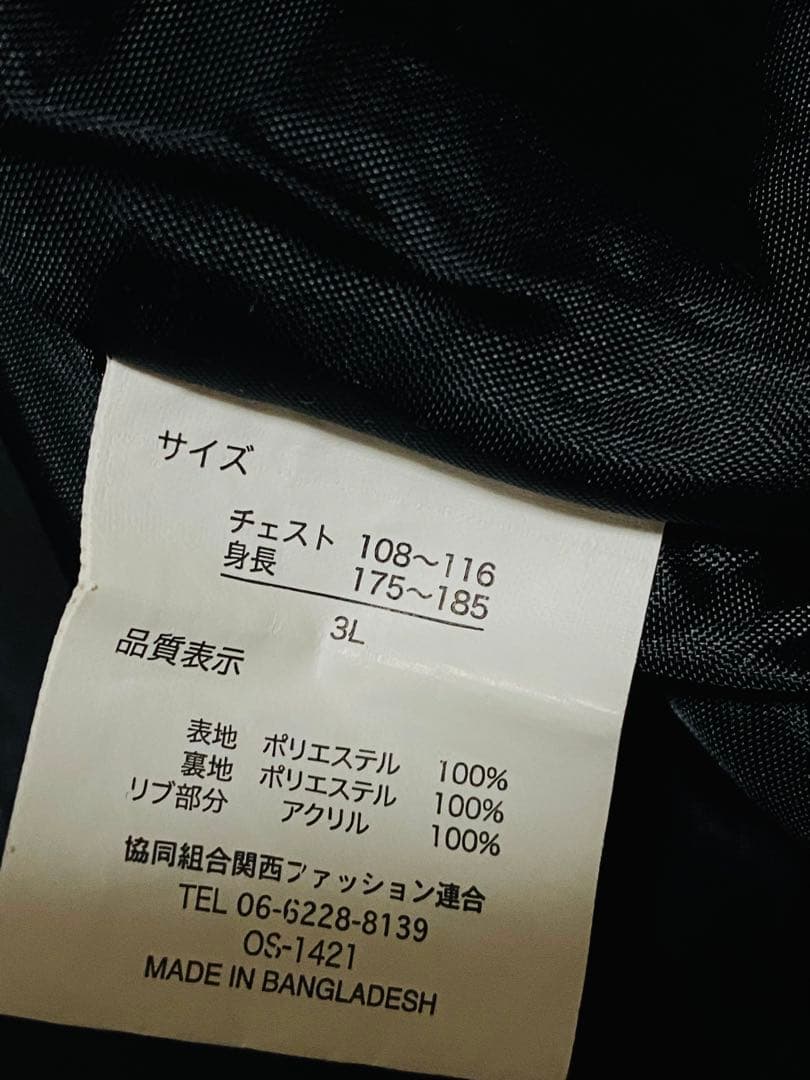 サイズ
チェスト 108〜116
身長 175〜185
3L
品質表示
表地 ポリエステル 100%
裏地 ポリエステル 100%
リブ部分 アクリル 100%
協同組合関西ファッション連合
TEL 06-6228-8139
OS-1421
MADE IN BANGLADESH